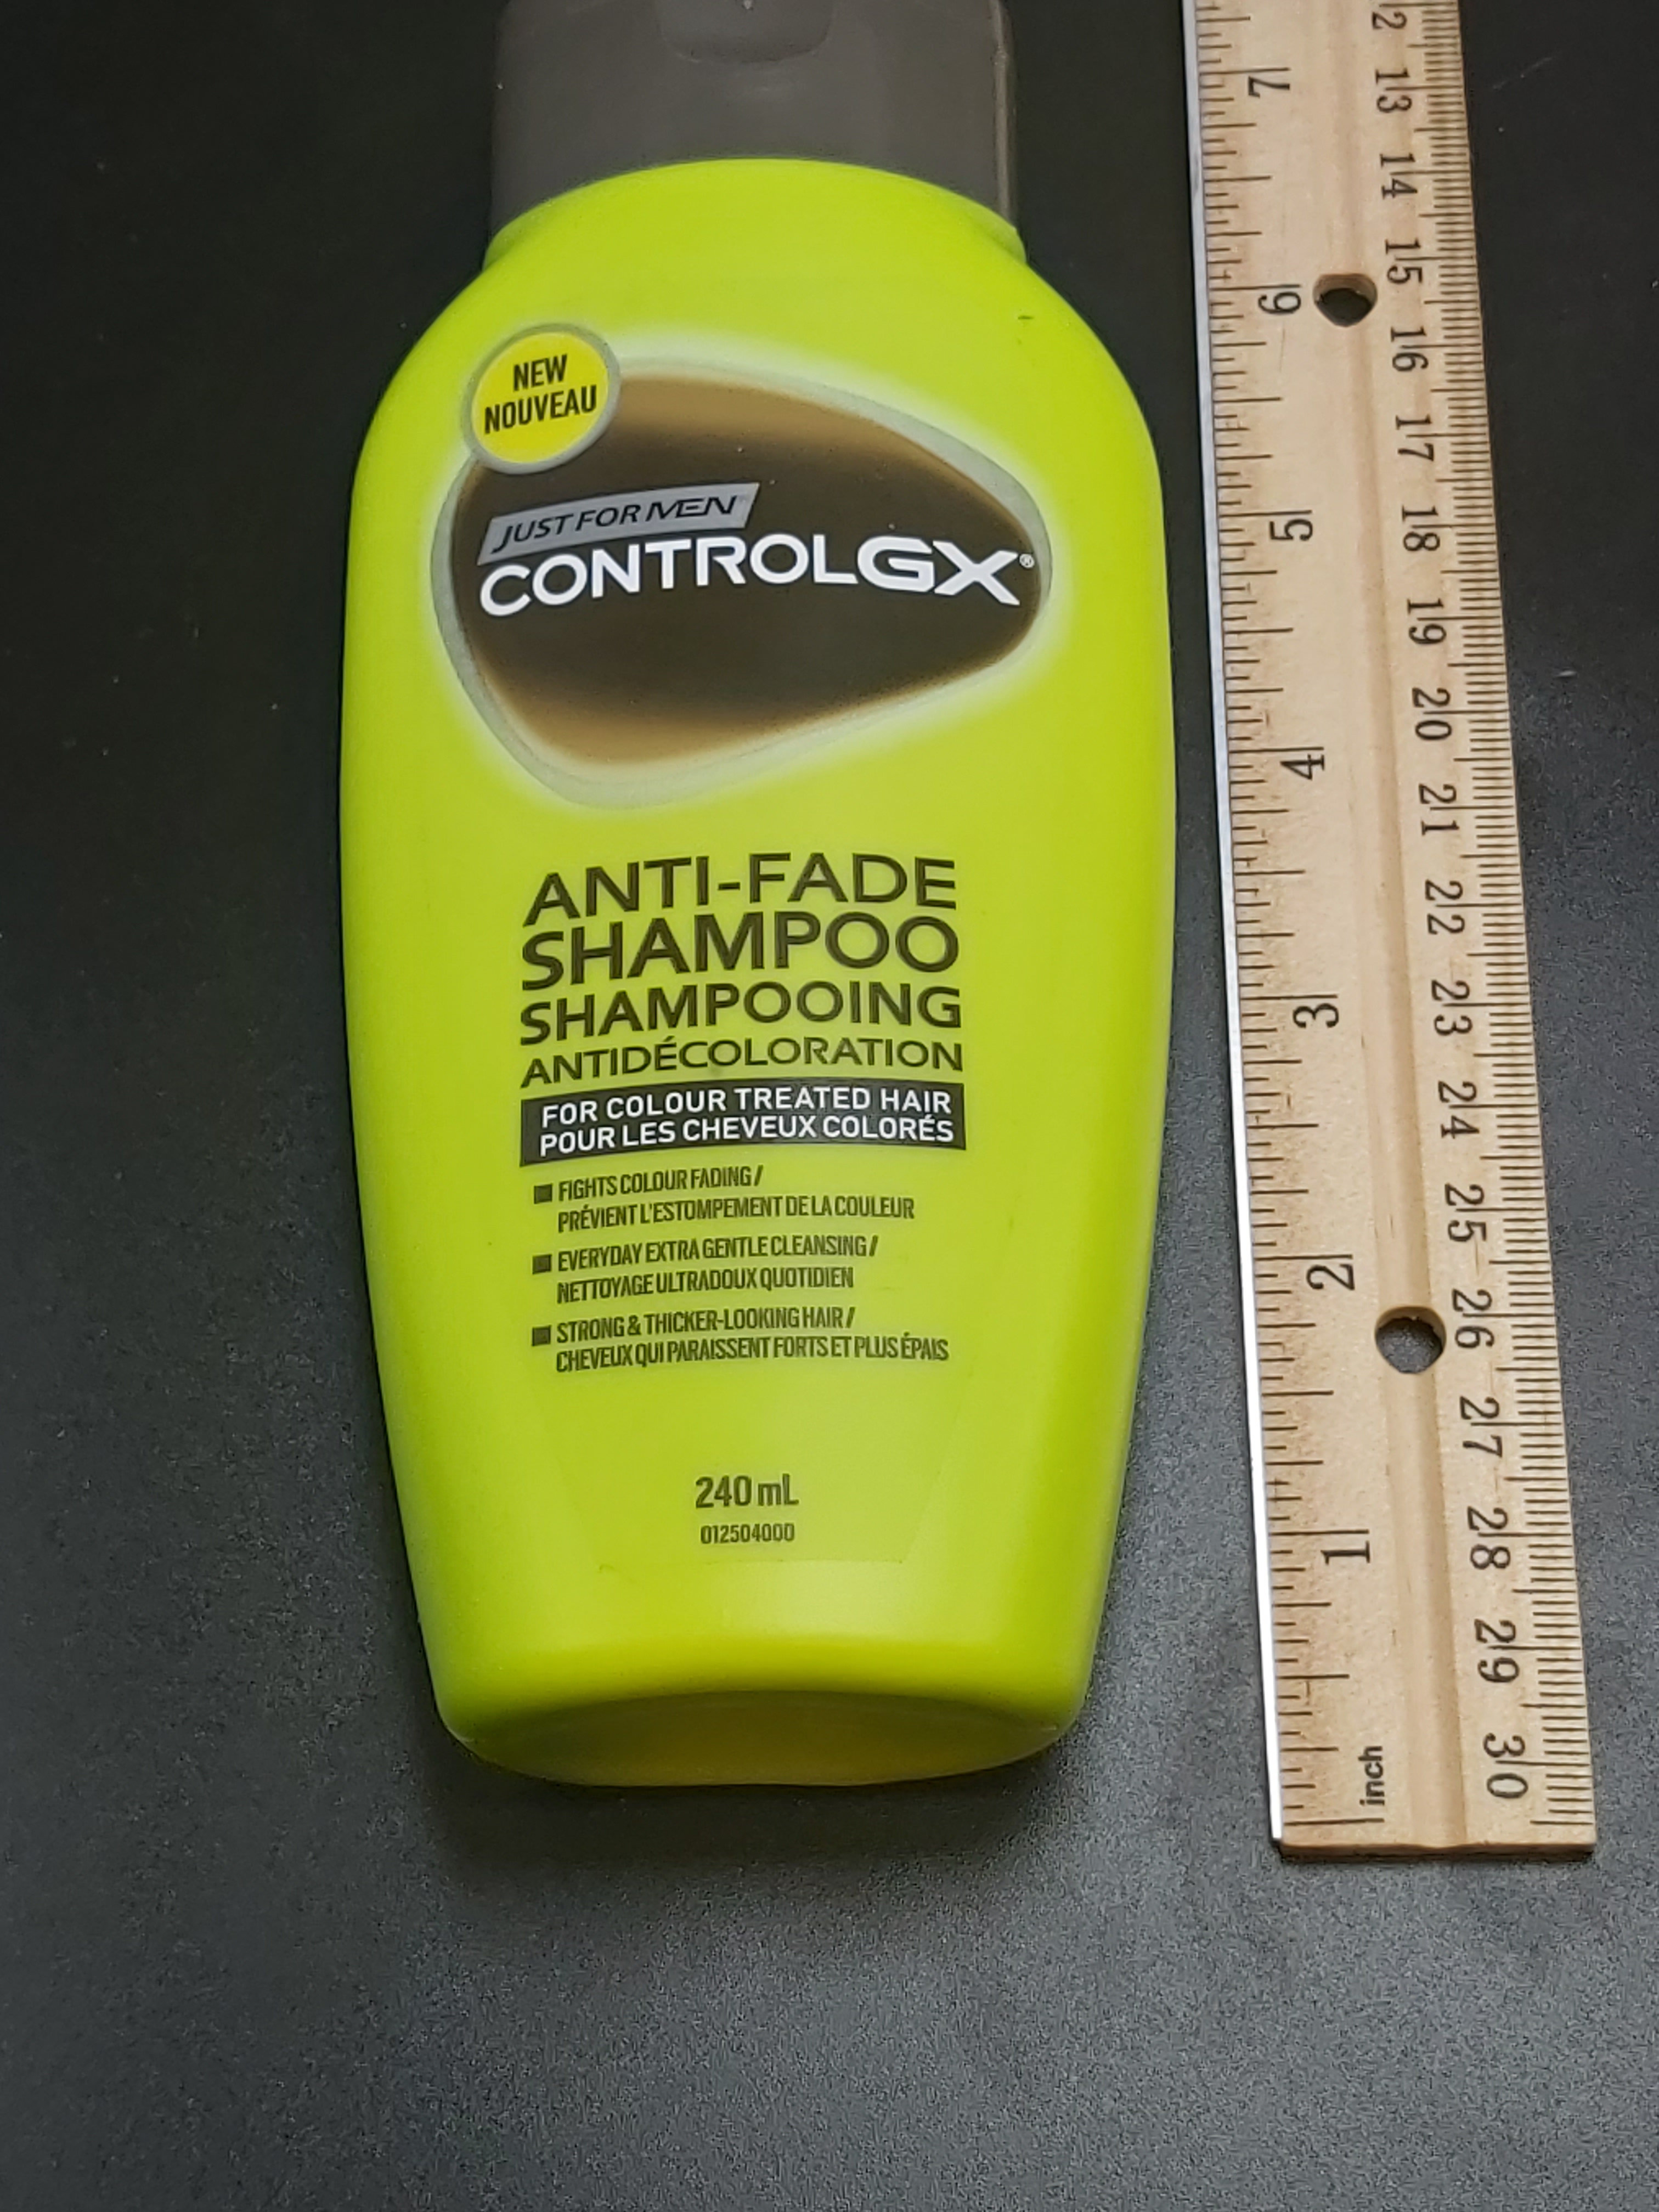 NEW
NOUVEAU
JUST FOR MEN
CONTROLGX®
ANTI-FADE
SHAMPOO
SHAMPOOING
ANTIDÉCOLORATION
FOR COLOUR TREATED HAIR
POUR LES CHEVEUX COLORÉS
■ FIGHTS COLOUR FADING /
PRÉVIENT L'ESTOMPEMENT DE LA COULEUR
■ EVERYDAY EXTRA GENTLE CLEANSING /
NETTOYAGE ULTRADOUX QUOTIDIEN
■ STRONG & THICKER-LOOKING HAIR /
CHEVEUX QUI PARAISSENT FORTS ET PLUS ÉPAIS
240 mL
012504000
7
6
5
4
3
2
1
inch
13
14
15
16
17
18
19
20
21
22
23
24
25
26
27
28
29
30